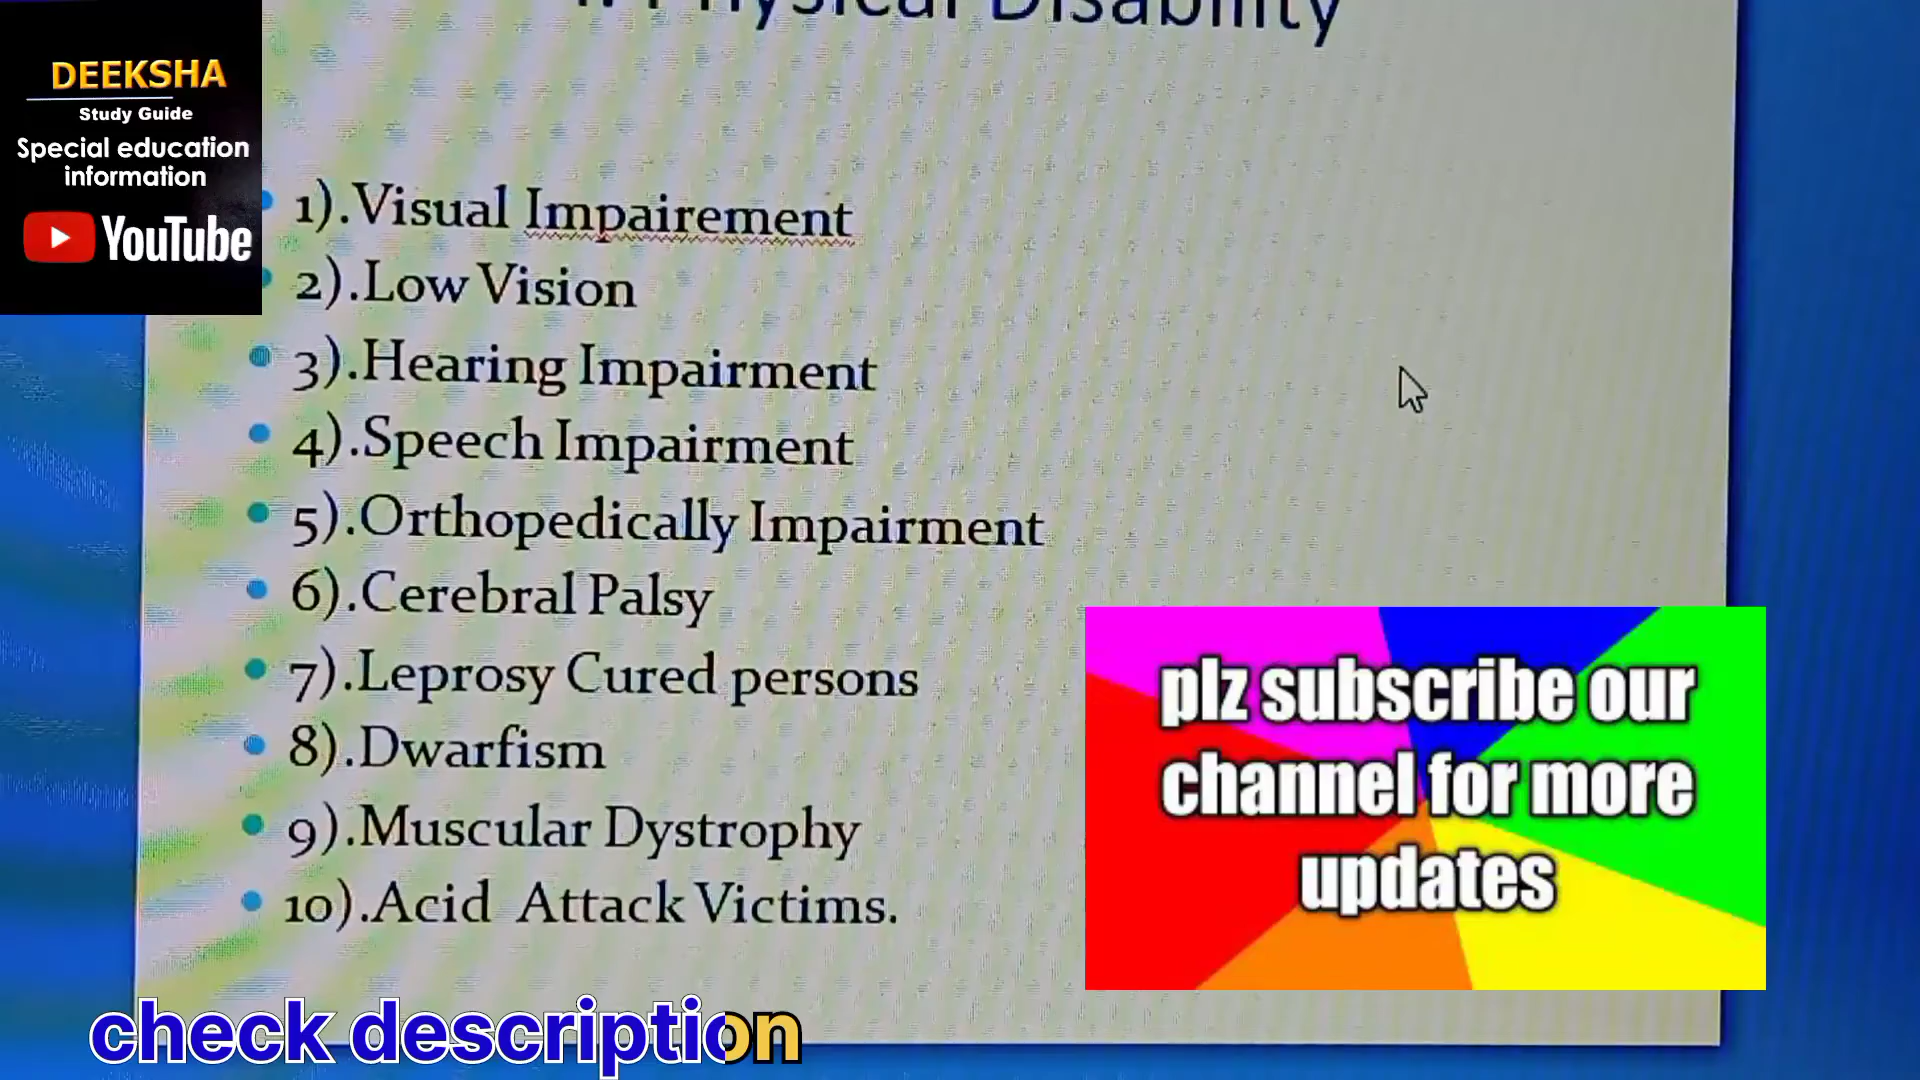 Physical Disability
DEEKSHA
Study Guide
Special education
information
YouTube
1).Visual Impairement
2).Low Vision
3).Hearing Impairment
4).Speech Impairment
5).Orthopedically Impairment
6).Cerebral Palsy
7).Leprosy Cured persons
8).Dwarfism
9).Muscular Dystrophy
10).Acid Attack Victims.
plz subscribe our
channel for more
updates
check description